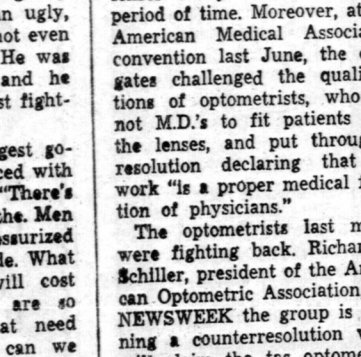 n ugly,
not even
He was
and he
st fight-
gest go-
ced with
"There's
the. Men
ssurized
le. What
will cost
are so
at need
can we
period of time. Moreover, at
American Medical Associa
convention last June, the
gates challenged the quali
tions of optometrists, who
not M.D.'s to fit patients
the lenses, and put throug
resolution declaring that
work "is a proper medical f
tion of physicians."
The optometrists last m
were fighting back. Richar
Schiller, president of the A
can Optometric Association
NEWSWEEK the group is
ning a counterresolution
the